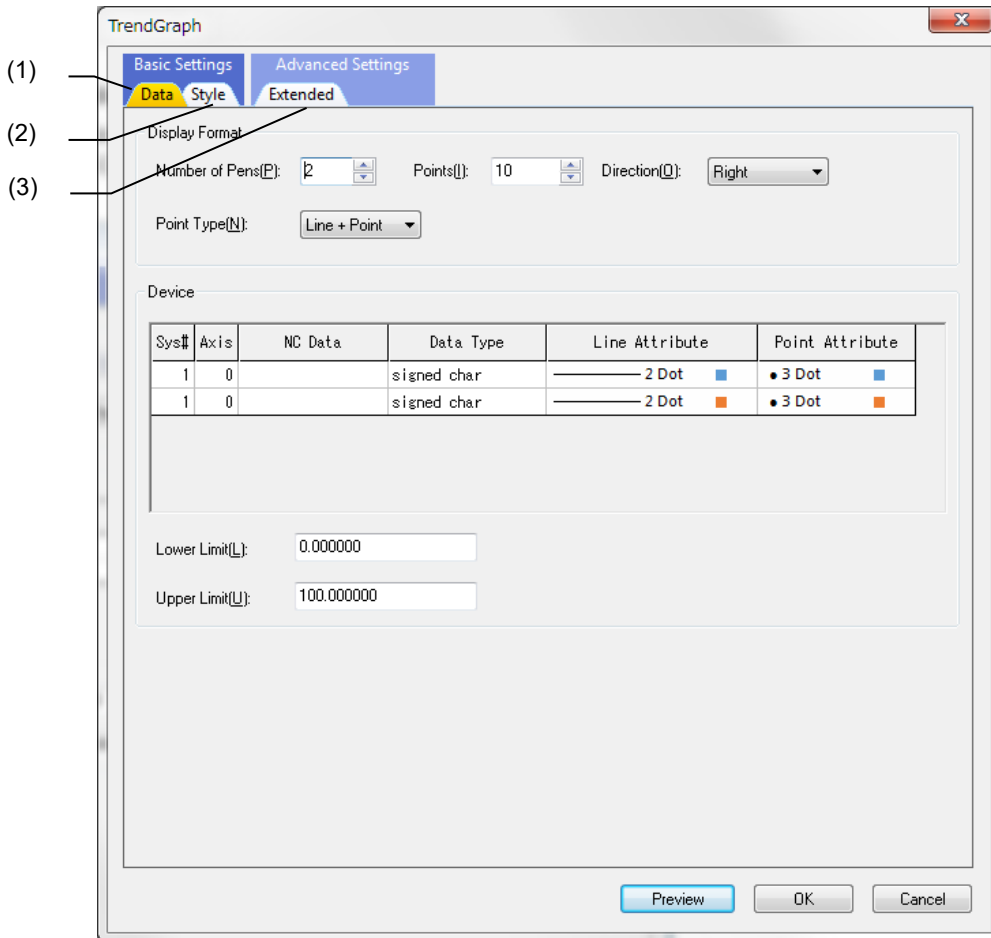 TrendGraph
(1)
Basic Settings Advanced Settings
Data Style Extended
(2)
Display Format
(3)
Number of Pens(P): 2 Points(I): 10 Direction(O): Right
Point Type(N): Line + Point
Device
Sys# Axis NC Data Data Type Line Attribute Point Attribute
1 0 signed char 2 Dot 3 Dot
1 0 signed char 2 Dot 3 Dot
Lower Limit(L): 0.000000
Upper Limit(U): 100.000000
Preview OK Cancel